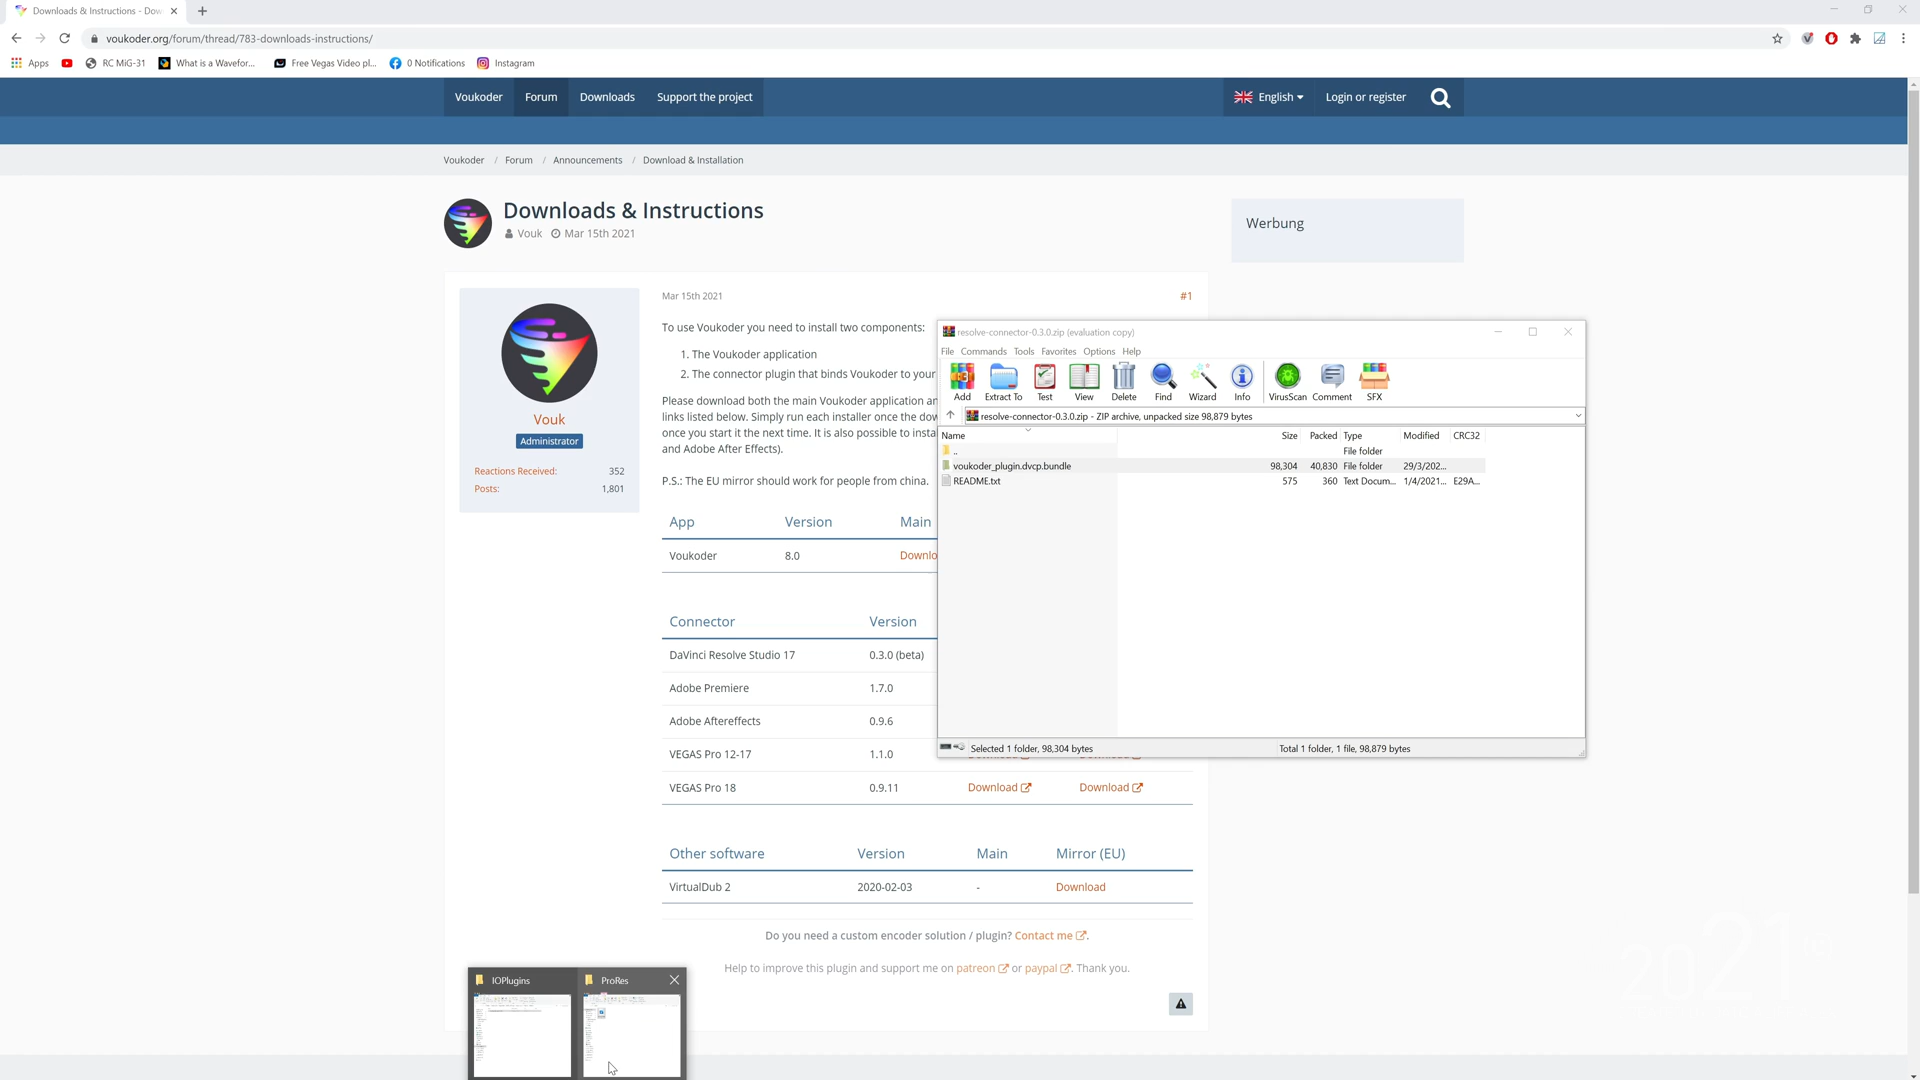 Downloads & Instructions - Dow
voukoder.org/forum/thread/783-downloads-instructions/
Apps
RC MiG-31
What is a Wavefor...
Free Vegas Video pl...
0 Notifications
Instagram
Voukoder
Forum
Downloads
Support the project
English
Login or register
Voukoder / Forum / Announcements / Download & Installation
Downloads & Instructions
Vouk Mar 15th 2021
Werbung
Vouk
Administrator
Reactions Received: 352
Posts: 1,801
Mar 15th 2021
#1
To use Voukoder you need to install two components:
1. The Voukoder application
2. The connector plugin that binds Voukoder to your
Please download both the main Voukoder application an
links listed below. Simply run each installer once the dow
once you start it the next time. It is also possible to insta
and Adobe After Effects).
P.S.: The EU mirror should work for people from china.
App Version Main
Voukoder 8.0 Downlo
Connector Version
DaVinci Resolve Studio 17 0.3.0 (beta)
Adobe Premiere 1.7.0
Adobe Aftereffects 0.9.6
VEGAS Pro 12-17 1.1.0
VEGAS Pro 18 0.9.11 Download Download
Other software Version Main Mirror (EU)
VirtualDub 2 2020-02-03 - Download
Do you need a custom encoder solution / plugin? Contact me .
Help to improve this plugin and support me on patreon or paypal . Thank you.
resolve-connector-0.3.0.zip (evaluation copy)
File Commands Tools Favorites Options Help
Add Extract To Test View Delete Find Wizard Info VirusScan Comment SFX
resolve-connector-0.3.0.zip - ZIP archive, unpacked size 98,879 bytes
Name Size Packed Type Modified CRC32
.. File folder
voukoder_plugin.dvcp.bundle 98,304 40,830 File folder 29/3/202...
README.txt 575 360 Text Docum... 1/4/2021... E29A...
Selected 1 folder, 98,304 bytes
Total 1 folder, 1 file, 98,879 bytes
IOPlugins
ProRes
2021